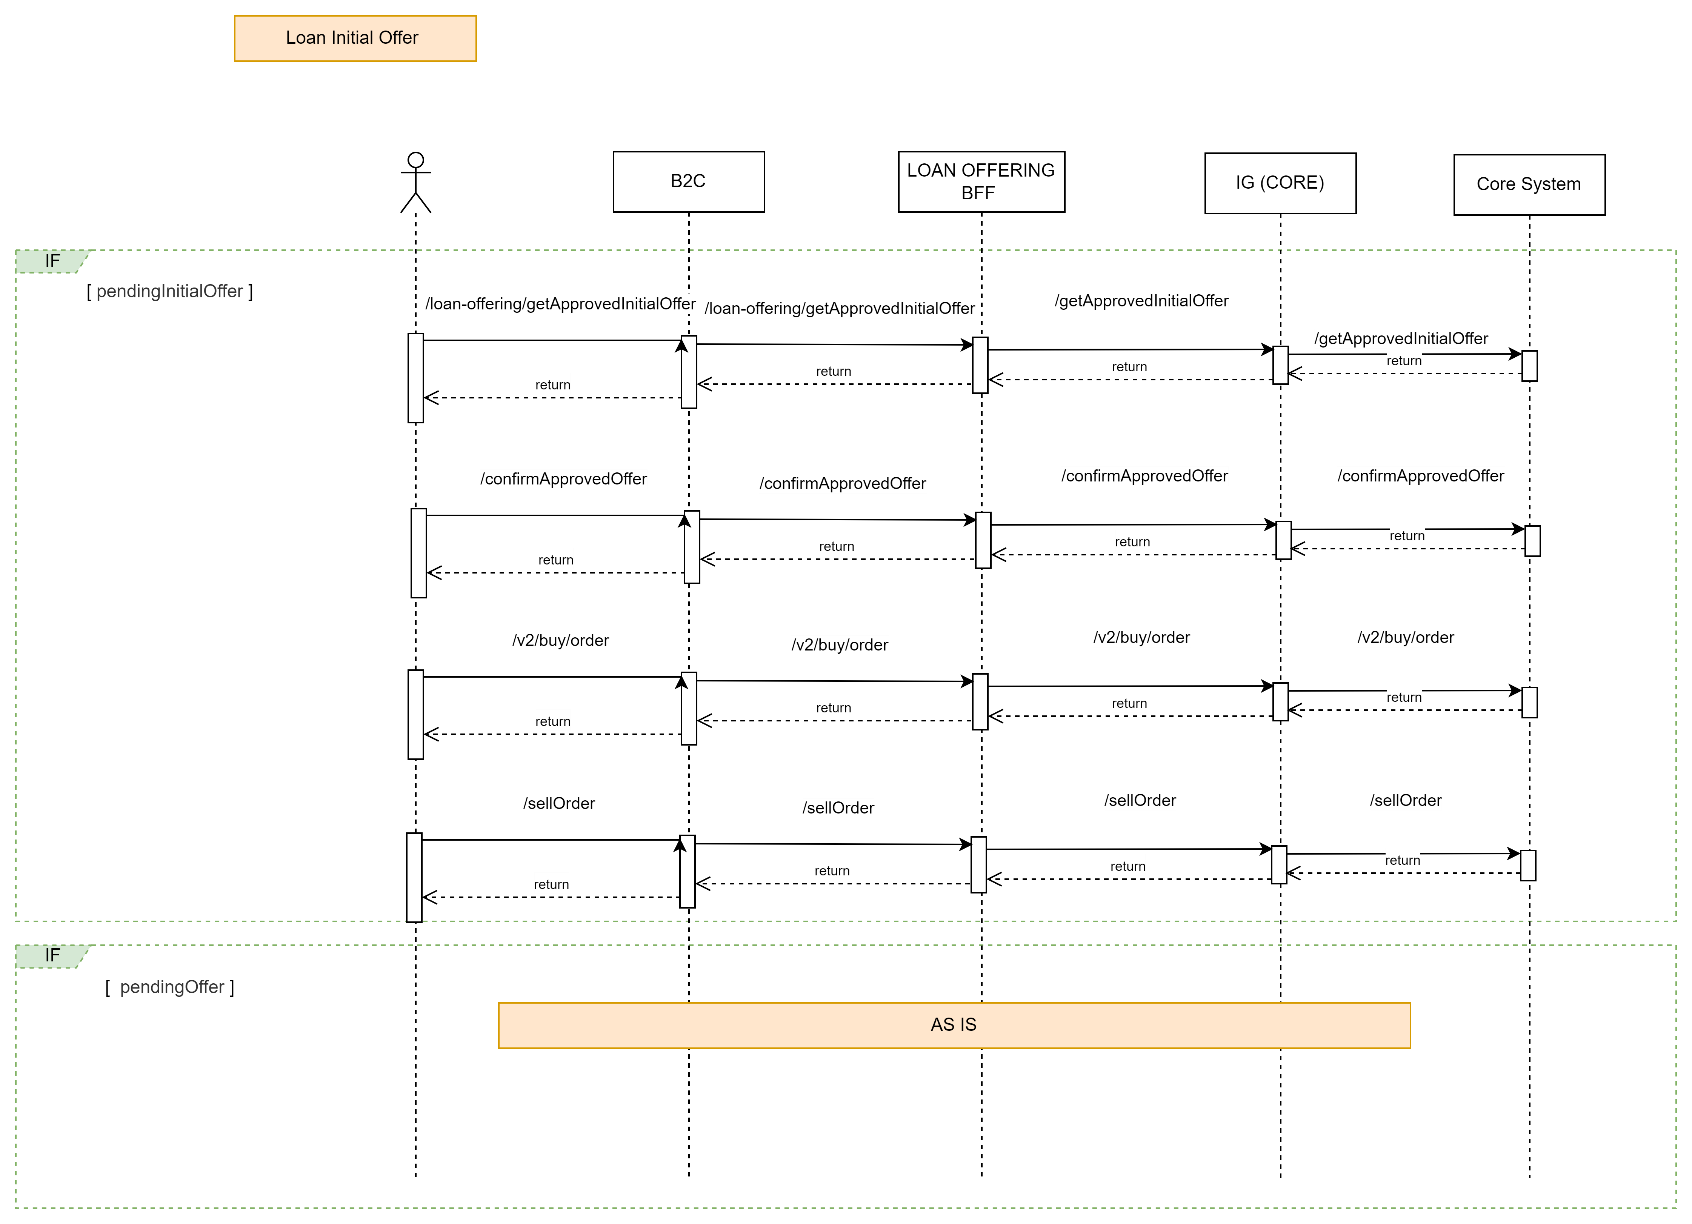 Loan Initial Offer
B2C
LOAN OFFERING
BFF
IG (CORE)
Core System
IF
[ pendingInitialOffer ]
/loan-offering/getApprovedInitialOffer
/loan-offering/getApprovedInitialOffer
/getApprovedInitialOffer
/getApprovedInitialOffer
return
return
return
return
/confirmApprovedOffer
/confirmApprovedOffer
/confirmApprovedOffer
/confirmApprovedOffer
return
return
return
return
/v2/buy/order
/v2/buy/order
/v2/buy/order
/v2/buy/order
return
return
return
return
/sellOrder
/sellOrder
/sellOrder
/sellOrder
return
return
return
return
IF
[ pendingOffer ]
AS IS